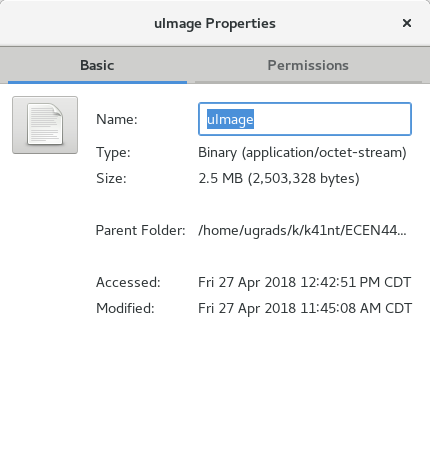 uImage Properties
Basic
Permissions
Name: uImage
Type: Binary (application/octet-stream)
Size: 2.5 MB (2,503,328 bytes)
Parent Folder: /home/ugrads/k/k41nt/ECEN44...
Accessed: Fri 27 Apr 2018 12:42:51 PM CDT
Modified: Fri 27 Apr 2018 11:45:08 AM CDT